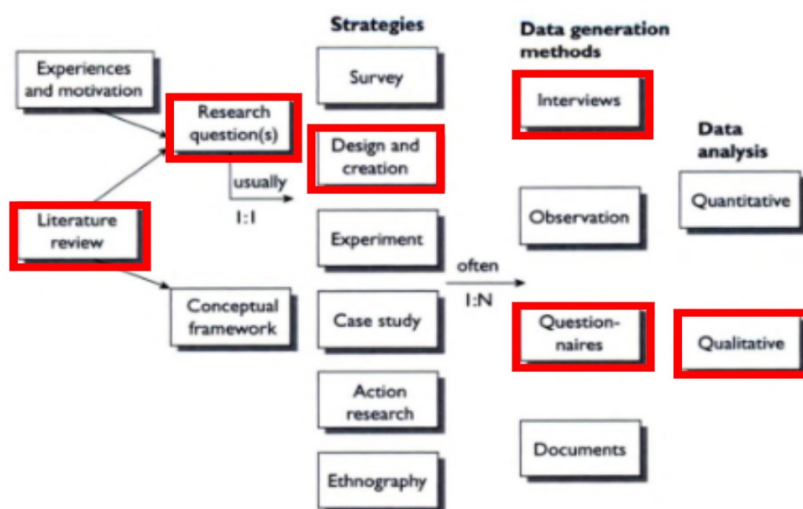 Strategies
Data generation
methods
Experiences
and motivation
Survey
Research
question(s)
Interviews
Data
analysis
Design and
creation
usually
1:1
Literature
review
Observation
Quantitative
Experiment
often
1:N
Conceptual
framework
Case study
Question-
naires
Qualitative
Action
research
Documents
Ethnography